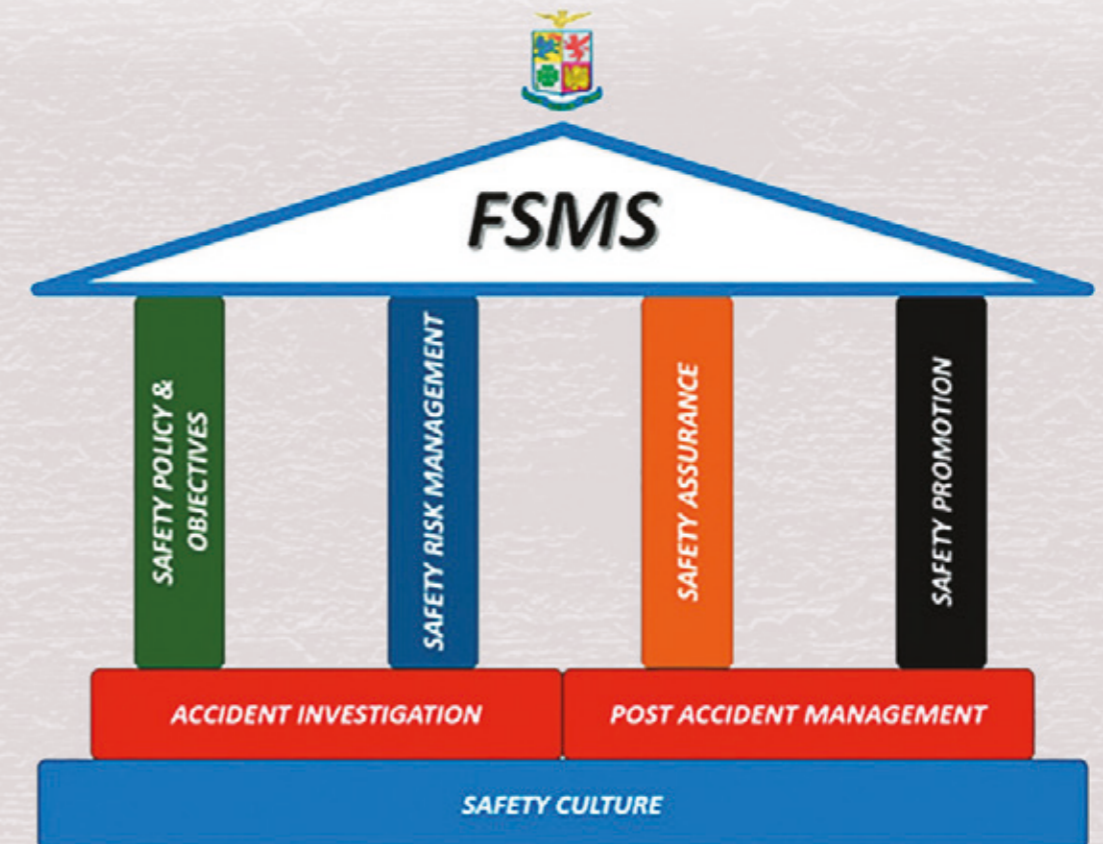 FSMS
SAFETY POLICY &
OBJECTIVES
SAFETY RISK MANAGEMENT
SAFETY ASSURANCE
SAFETY PROMOTION
ACCIDENT INVESTIGATION
POST ACCIDENT MANAGEMENT
SAFETY CULTURE